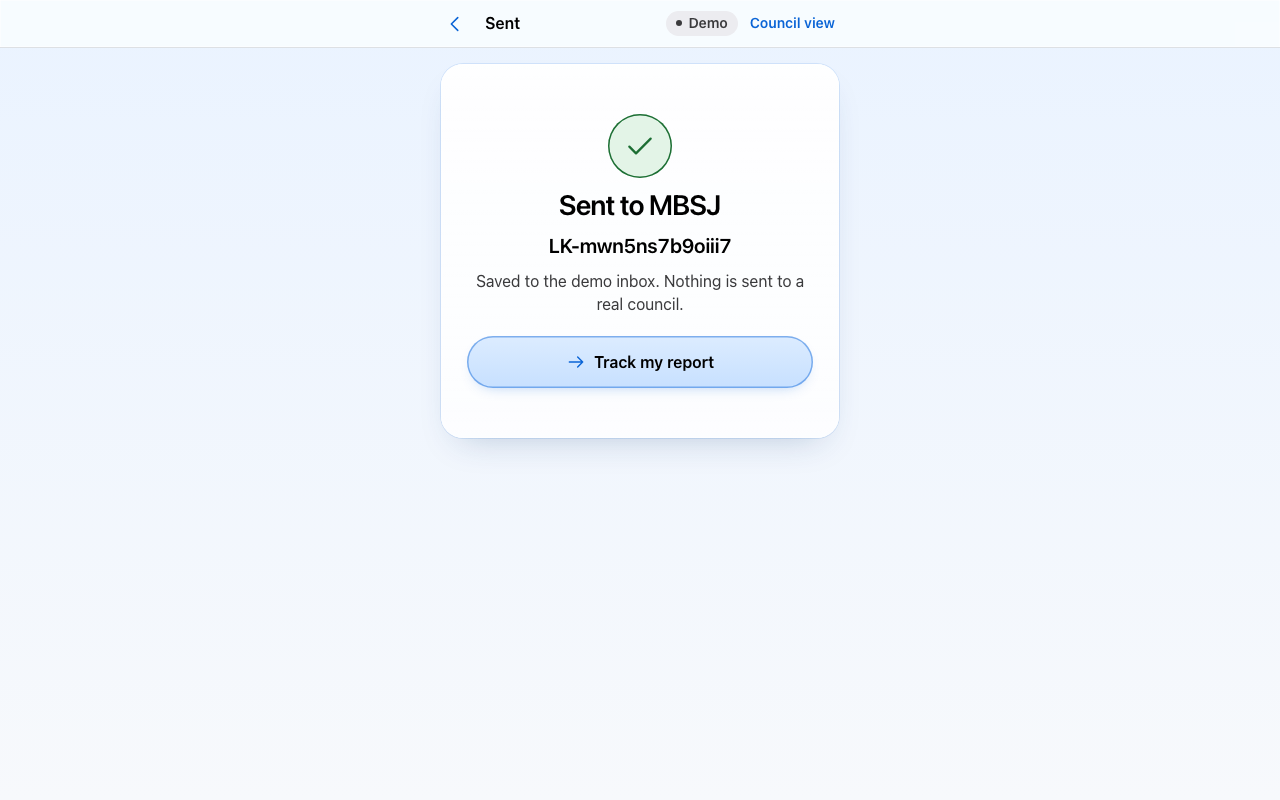 Sent
Demo
Council view
Sent to MBSJ
LK-mwn5ns7b9oiii7
Saved to the demo inbox. Nothing is sent to a
real council.
Track my report